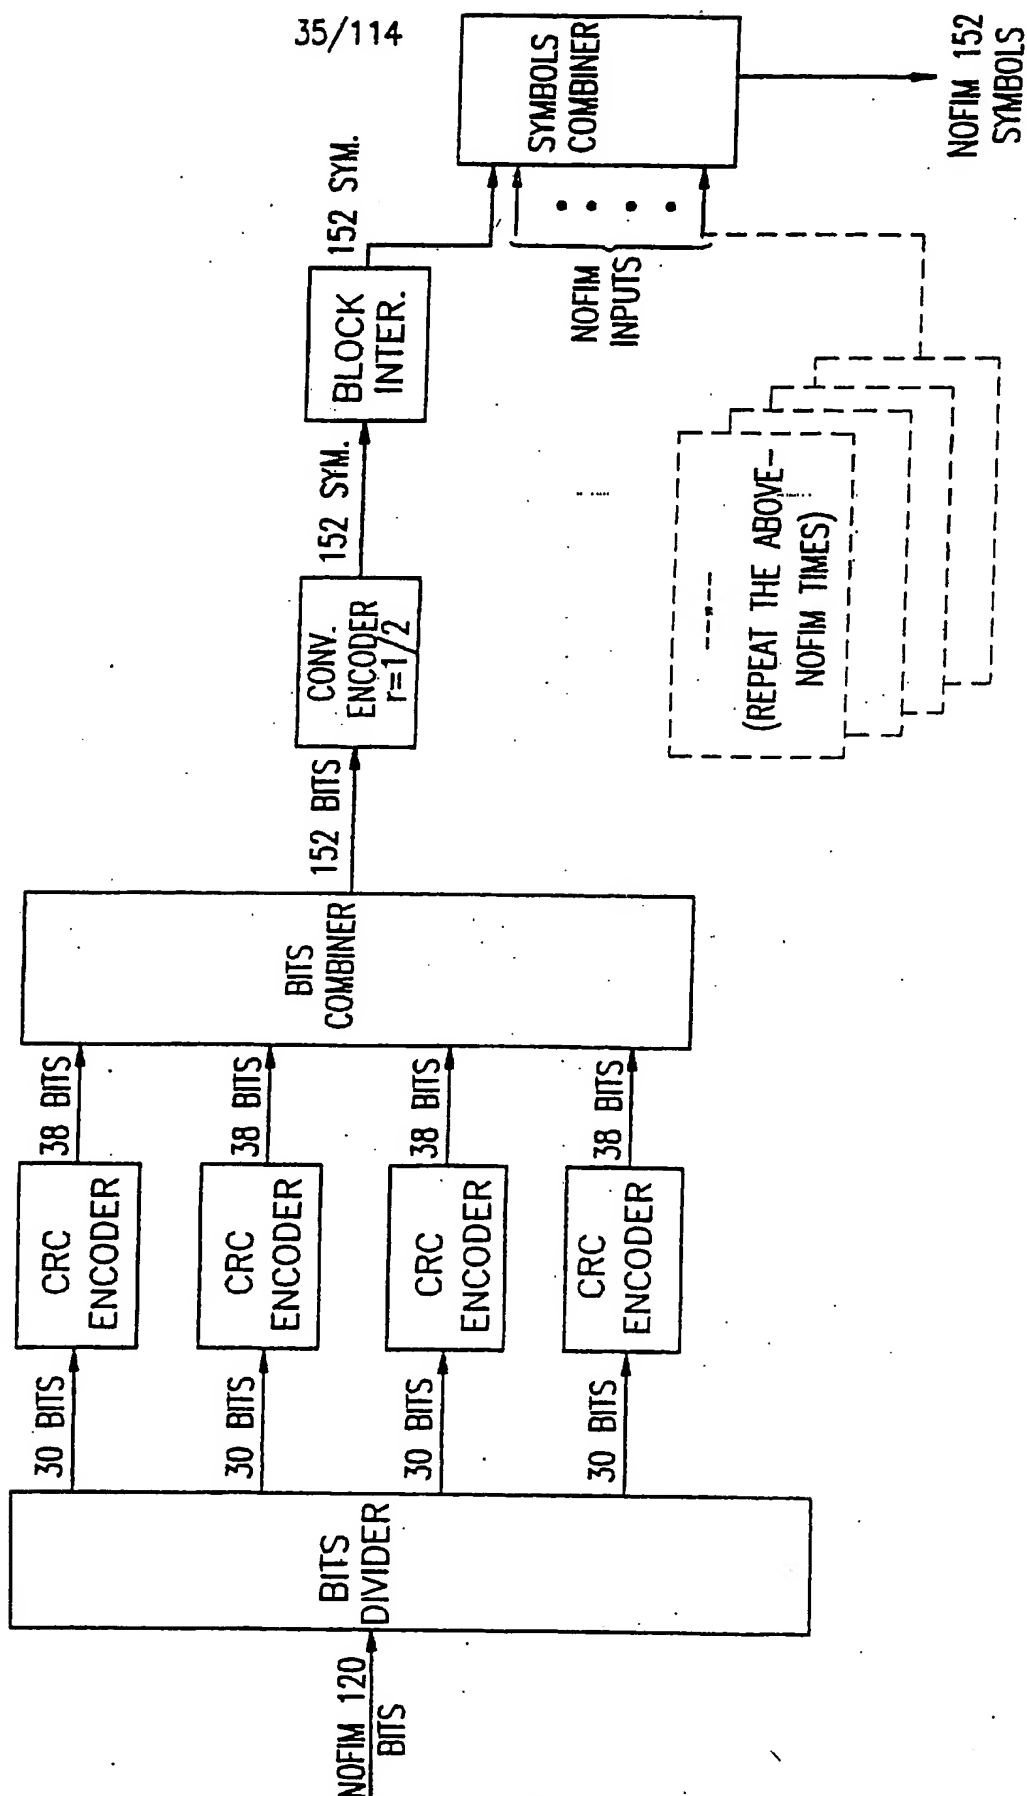 35/114
NOFIM 120
BITS
BITS
DIVIDER
30 BITS
30 BITS
30 BITS
30 BITS
CRC
ENCODER
CRC
ENCODER
CRC
ENCODER
CRC
ENCODER
38 BITS
38 BITS
38 BITS
38 BITS
BITS
COMBINER
152 BITS
CONV.
ENCODER
r=1/2
152 SYM.
BLOCK
INTER.
152 SYM.
SYMBOLS
COMBINER
NOFIM
INPUTS
NOFIM 152
SYMBOLS
--"--
(REPEAT THE ABOVE-
NOFIM TIMES)